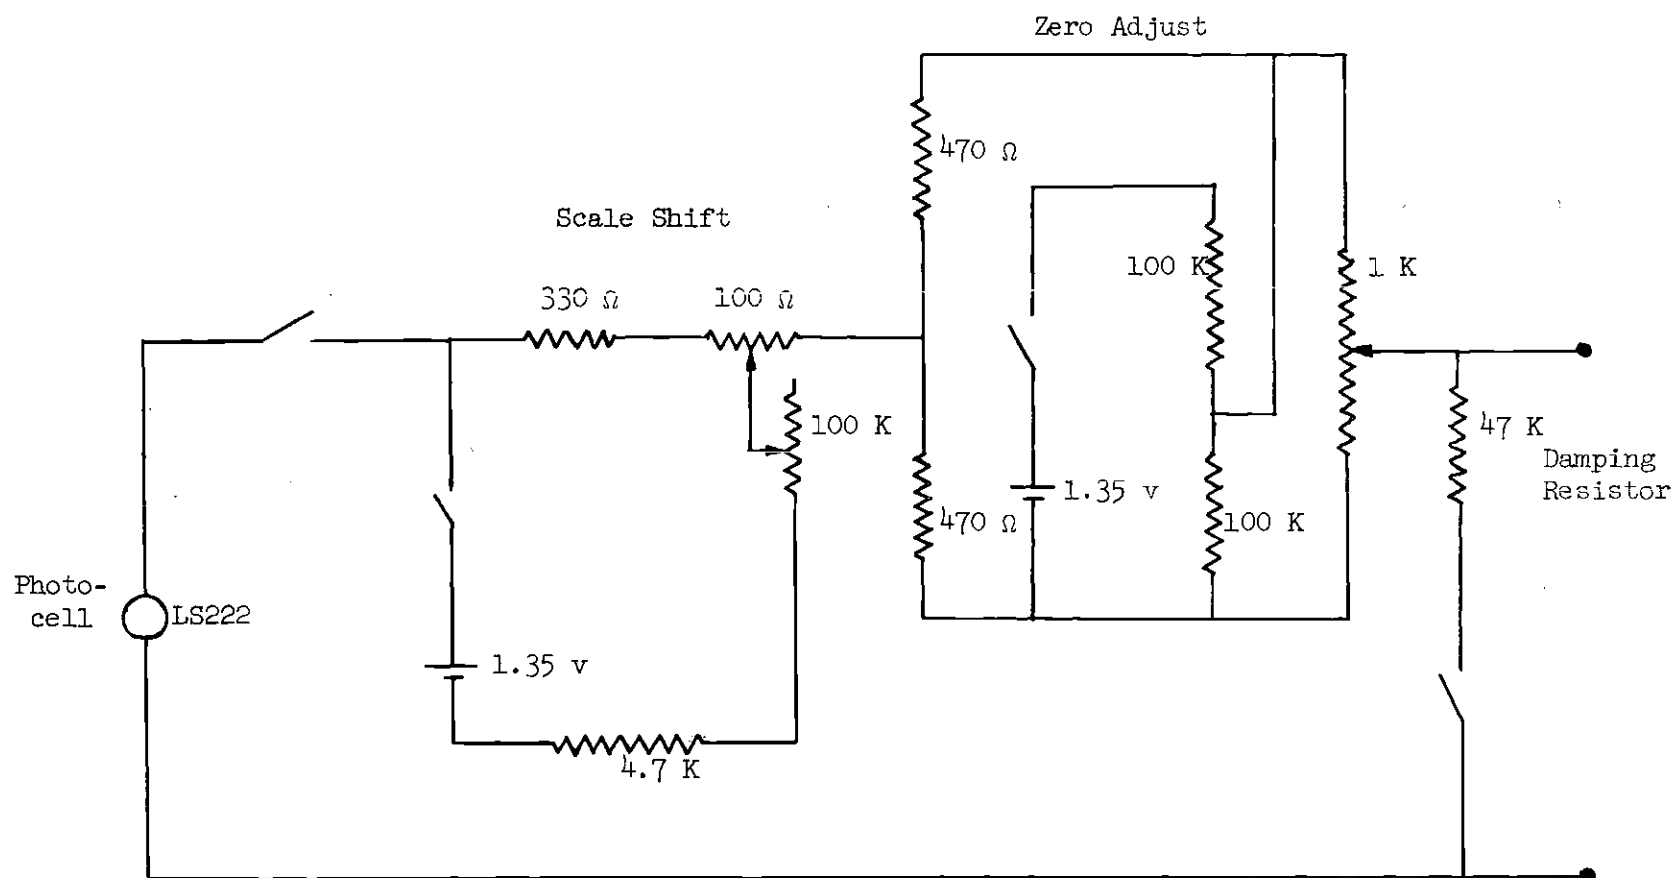 Zero Adjust
470 Ω
Scale Shift
330 Ω
100 Ω
100 K
1 K
100 K
47 K
Damping
Resistor
1.35 v
470 Ω
100 K
Photo-
cell
LS222
1.35 v
4.7 K